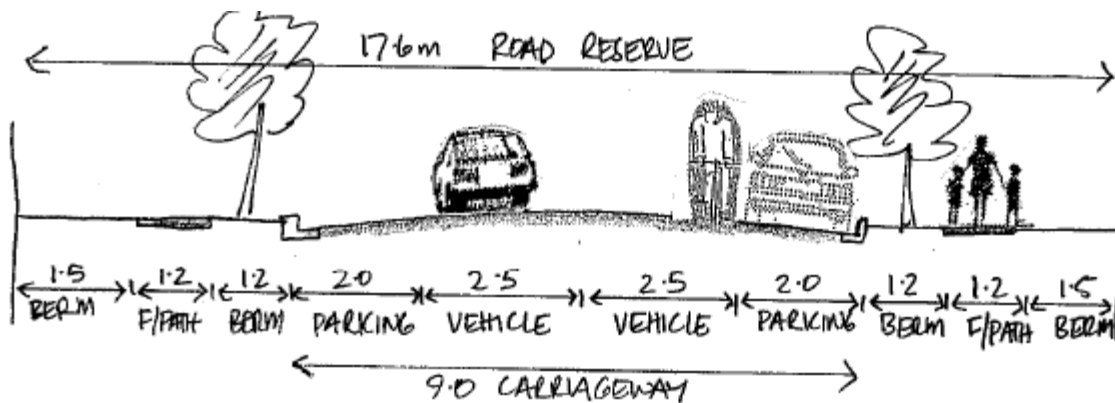 17.6m ROAD RESERVE
1.5 1.2 1.2 2.0 2.5 2.5 2.0 1.2 1.2 1.5
BERM F/PATH BERM PARKING VEHICLE VEHICLE PARKING BERM F/PATH BERM
9.0 CARRIAGEWAY